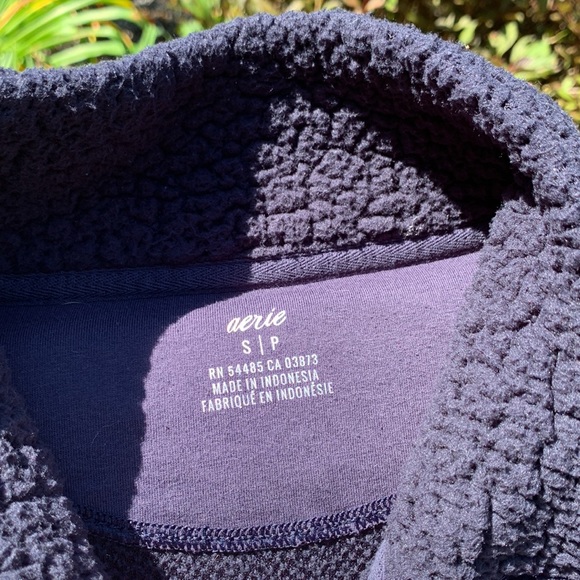 aerie
S | P
RN 54485 CA 03873
MADE IN INDONESIA
FABRIQUÉ EN INDONÉSIE